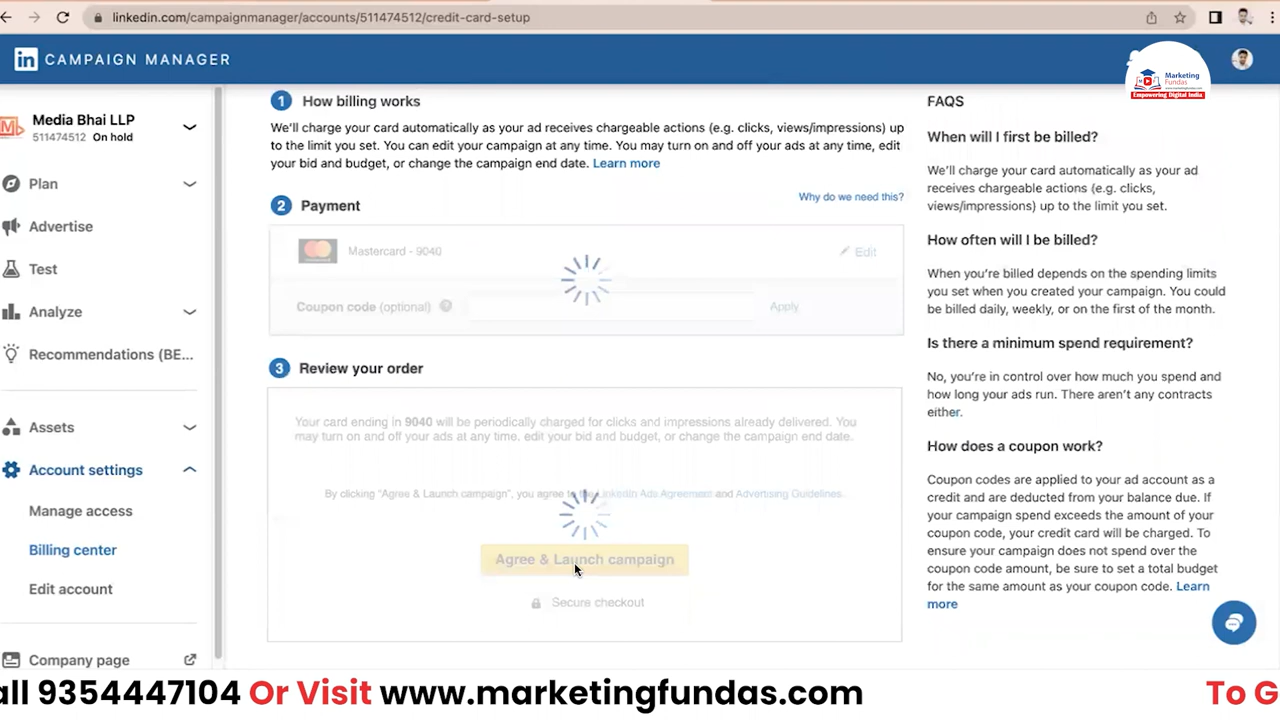 linkedin.com/campaignmanager/accounts/511474512/credit-card-setup
in CAMPAIGN MANAGER
Marketing
Fundas
www.marketingfundas.com
Empowering Digital India
Media Bhai LLP
511474512 On hold
Plan
Advertise
Test
Analyze
Recommendations (BE...
Assets
Account settings
Manage access
Billing center
Edit account
Company page
1 How billing works
We'll charge your card automatically as your ad receives chargeable actions (e.g. clicks, views/impressions) up
to the limit you set. You can edit your campaign at any time. You may turn on and off your ads at any time, edit
your bid and budget, or change the campaign end date. Learn more
2 Payment
Why do we need this?
Mastercard - 9040
Edit
Coupon code (optional)
Apply
3 Review your order
Your card ending in 9040 will be periodically charged for clicks and impressions already delivered. You
may turn on and off your ads at any time, edit your bid and budget, or change the campaign end date.
By clicking "Agree & Launch campaign", you agree to the LinkedIn Ads Agreement and Advertising Guidelines.
Agree & Launch campaign
Secure checkout
FAQS
When will I first be billed?
We'll charge your card automatically as your ad
receives chargeable actions (e.g. clicks,
views/impressions) up to the limit you set.
How often will I be billed?
When you're billed depends on the spending limits
you set when you created your campaign. You could
be billed daily, weekly, or on the first of the month.
Is there a minimum spend requirement?
No, you're in control over how much you spend and
how long your ads run. There aren't any contracts
either.
How does a coupon work?
Coupon codes are applied to your ad account as a
credit and are deducted from your balance due. If
your campaign spend exceeds the amount of your
coupon code, your credit card will be charged. To
ensure your campaign does not spend over the
coupon code amount, be sure to set a total budget
for the same amount as your coupon code. Learn
more
all 9354447104 Or Visit www.marketingfundas.com To G